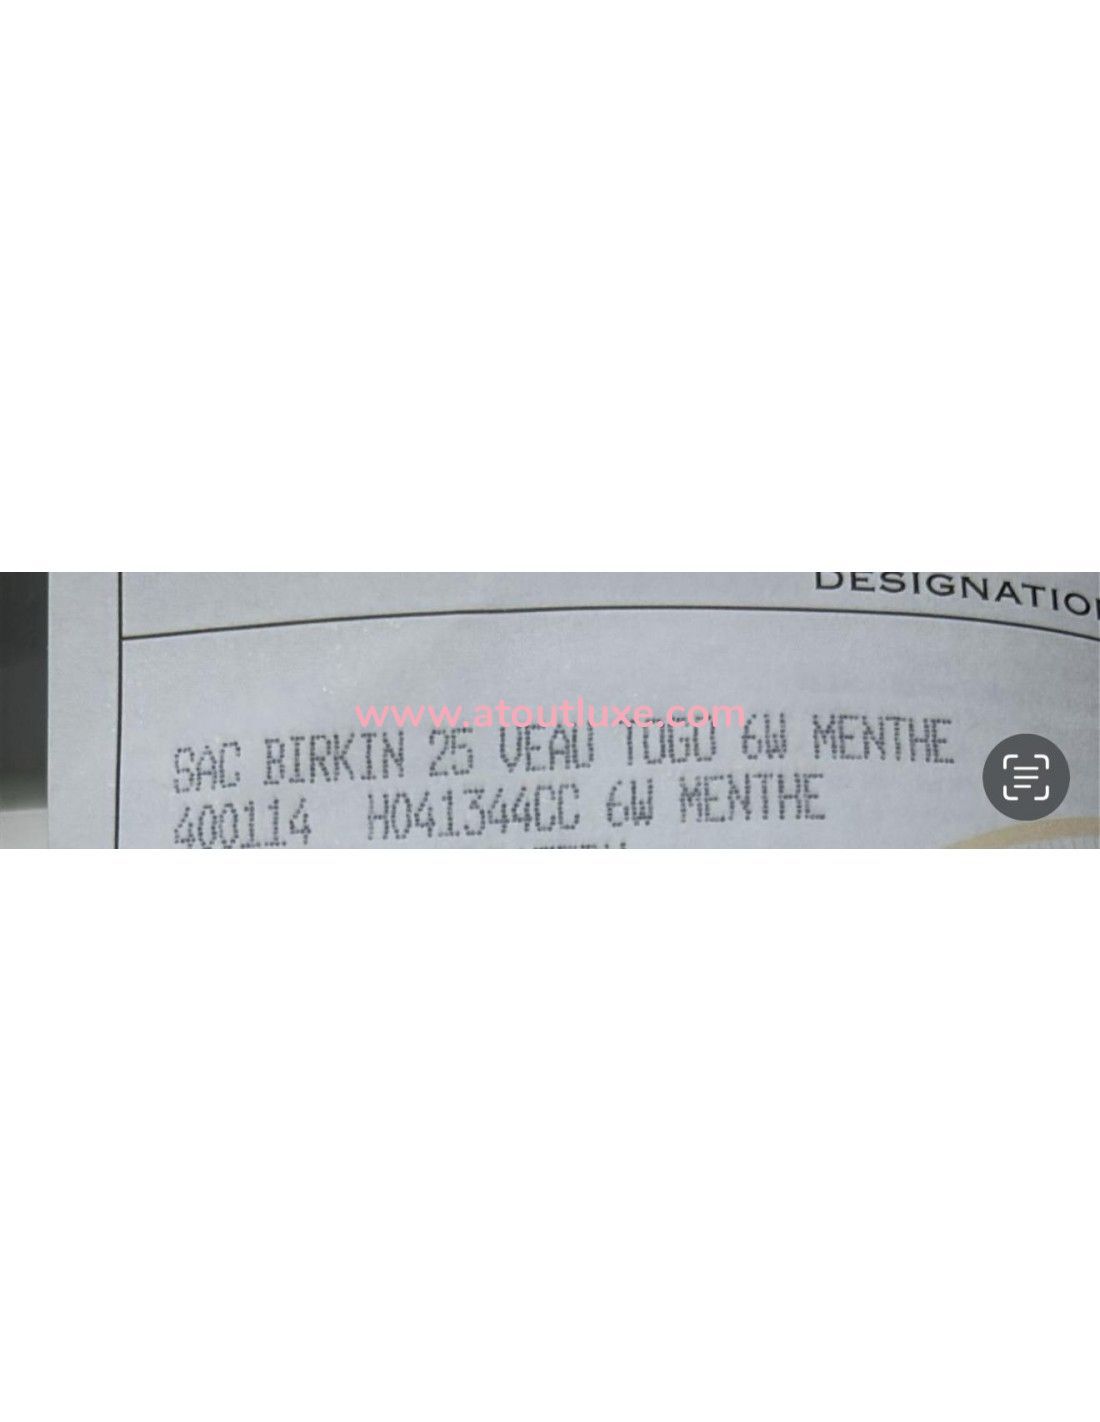 DESIGNATIO
www.atoutluxe.com
SAC BIRKIN 25 VEAU TOGO 6W MENTHE
400114 H041344CC 6W MENTHE